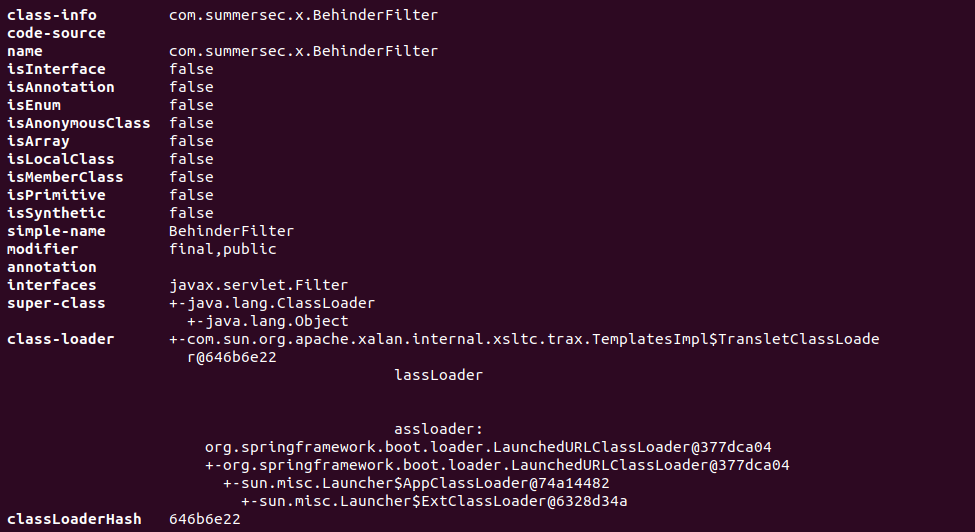 class-info com.summersec.x.BehinderFilter
code-source
name com.summersec.x.BehinderFilter
isInterface false
isAnnotation false
isEnum false
isAnonymousClass false
isArray false
isLocalClass false
isMemberClass false
isPrimitive false
isSynthetic false
simple-name BehinderFilter
modifier final,public
annotation
interfaces javax.servlet.Filter
super-class +-java.lang.ClassLoader
+-java.lang.Object
class-loader +-com.sun.org.apache.xalan.internal.xsltc.trax.TemplatesImpl$TransletClassLoade
r@646b6e22
lassLoader
assloader:
org.springframework.boot.loader.LaunchedURLClassLoader@377dca04
+-org.springframework.boot.loader.LaunchedURLClassLoader@377dca04
+-sun.misc.Launcher$AppClassLoader@74a14482
+-sun.misc.Launcher$ExtClassLoader@6328d34a
classLoaderHash 646b6e22